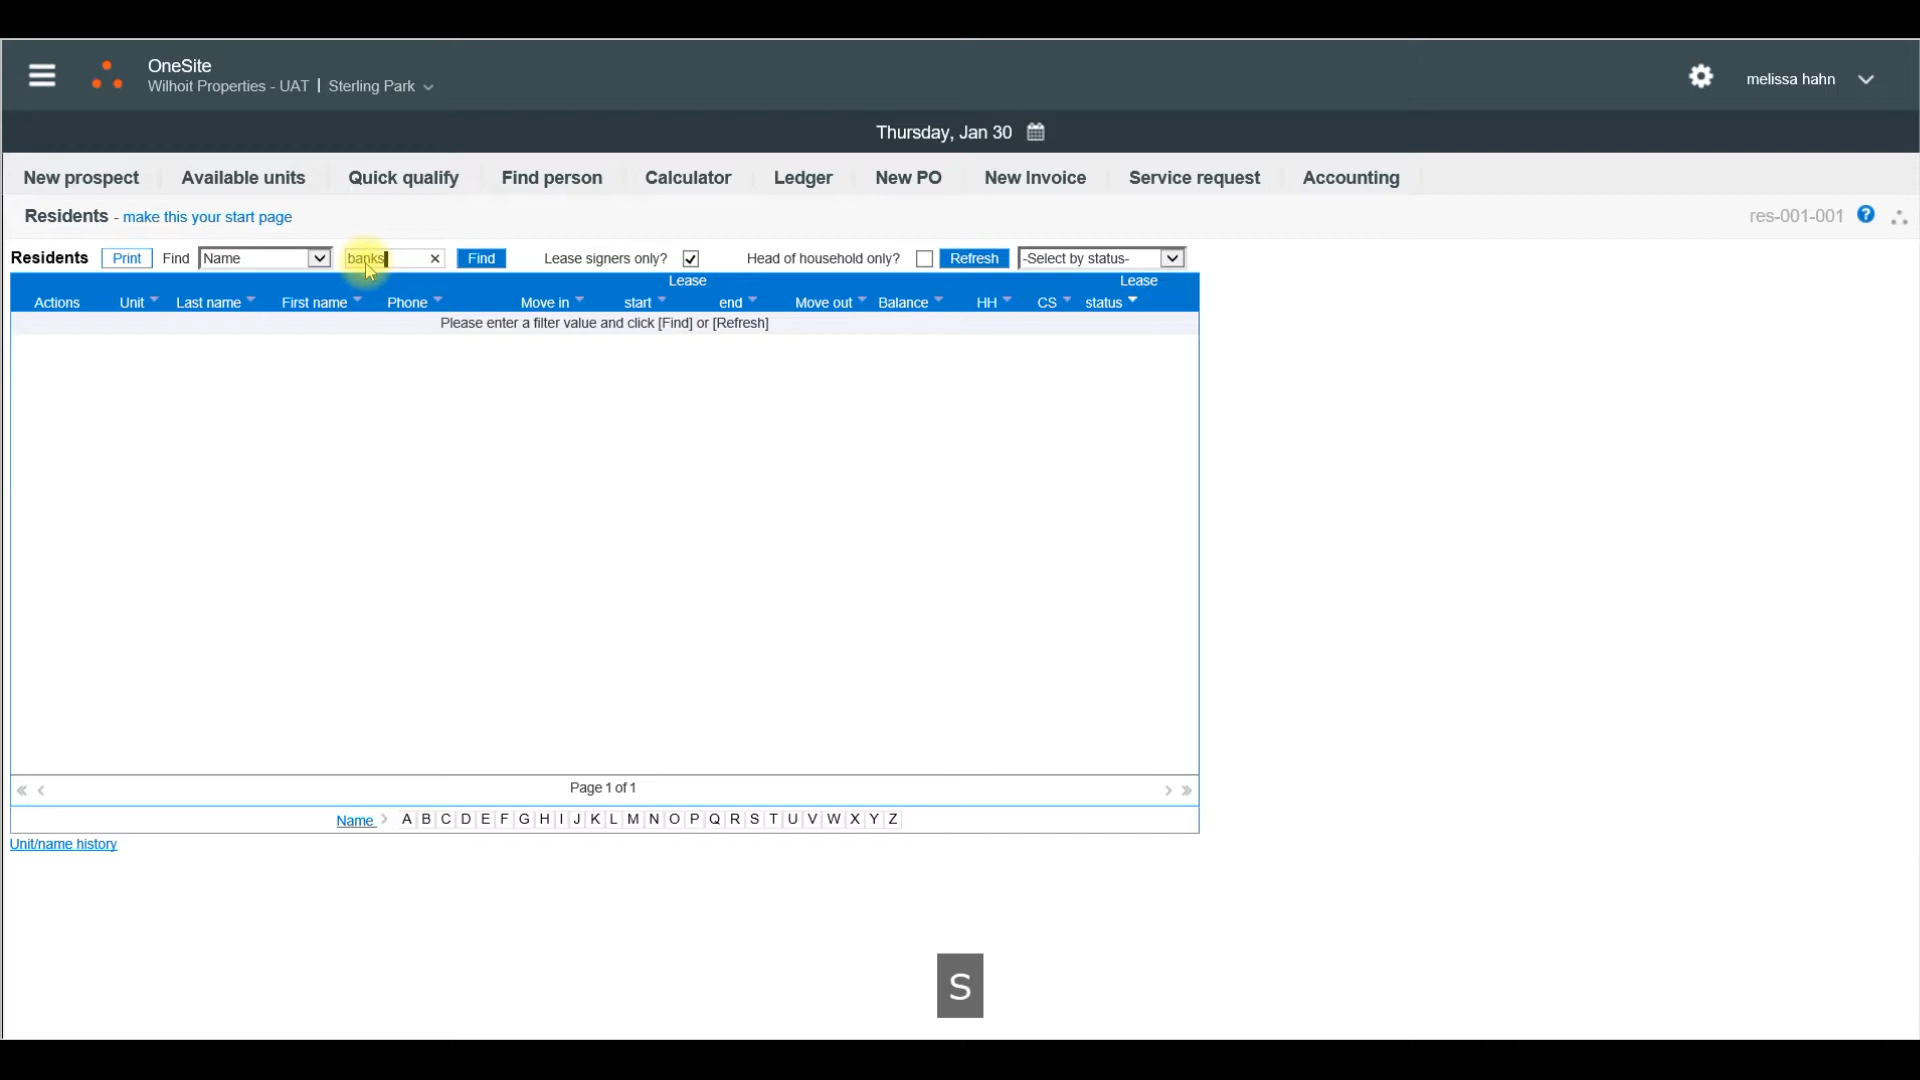 OneSite
Wilhoit Properties - UAT | Sterling Park
melissa hahn
Thursday, Jan 30
New prospect Available units Quick qualify Find person Calculator Ledger New PO New Invoice Service request Accounting
Residents - make this your start page
res-001-001 ?
Residents Print Find Name banks × Find Lease signers only? Head of household only? Refresh -Select by status-
Lease Lease
Actions Unit Last name First name Phone Move in start end Move out Balance HH CS status
Please enter a filter value and click [Find] or [Refresh]
« ‹ Page 1 of 1 › »
Name > A B C D E F G H I J K L M N O P Q R S T U V W X Y Z
Unit/name history
S